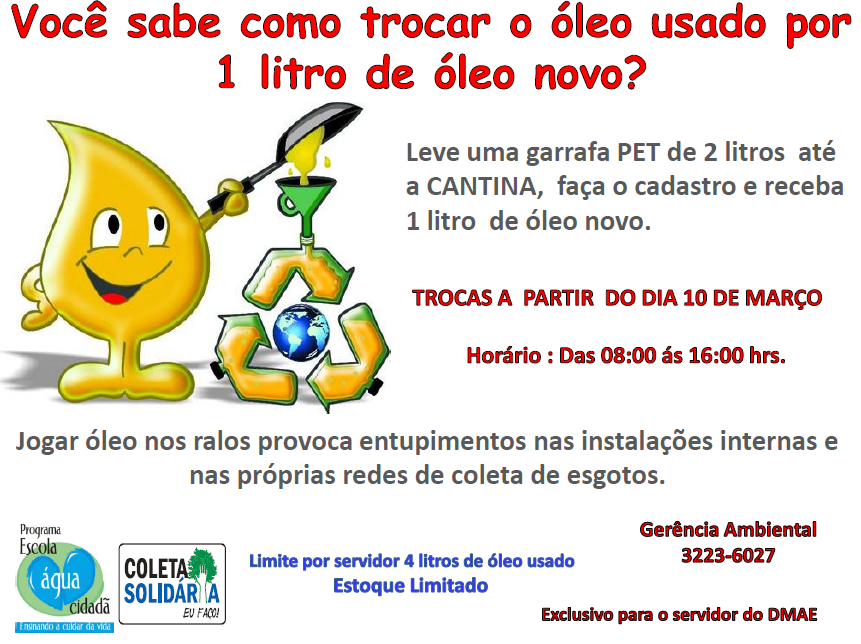 Você sabe como trocar o óleo usado por
1 litro de óleo novo?
Leve uma garrafa PET de 2 litros até
a CANTINA, faça o cadastro e receba
1 litro de óleo novo.
TROCAS A PARTIR DO DIA 10 DE MARÇO
Horário : Das 08:00 ás 16:00 hrs.
Jogar óleo nos ralos provoca entupimentos nas instalações internas e
nas próprias redes de coleta de esgotos.
Programa
Escola
água
cidadã
Ensinando a cuidar da vida
COLETA
SOLIDÁRIA
EU FAÇO!
Limite por servidor 4 litros de óleo usado
Estoque Limitado
Gerência Ambiental
3223-6027
Exclusivo para o servidor do DMAE